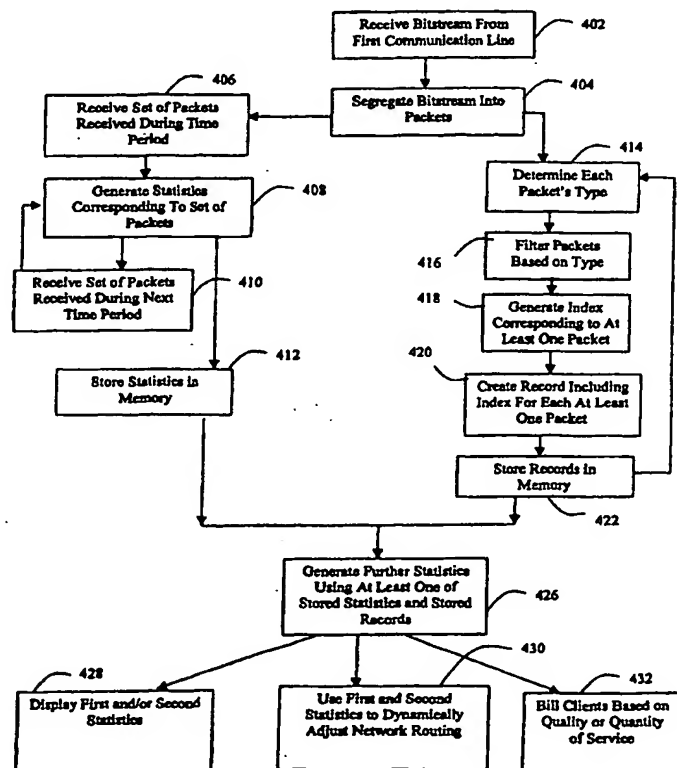 Receive Bitstream From
First Communication Line
402
406
Receive Set of Packets
Received During Time
Period
Segregate Bitstream Into
Packets
404
414
Determine Each
Packet's Type
Generate Statistics
Corresponding To Set of
Packets
408
416
Filter Packets
Based on Type
Receive Set of Packets
Received During Next
Time Period
410
418
Generate Index
Corresponding to At
Least One Packet
412
Store Statistics in
Memory
420
Create Record Including
Index For Each At Least
One Packet
Store Records in
Memory
422
Generate Further Statistics
Using At Least One of
Stored Statistics and Stored
Records
426
428
Display First and/or Second
Statistics
430
Use First and Second
Statistics to Dynamically
Adjust Network Routing
432
Bill Clients Based on
Quality or Quantity
of Service